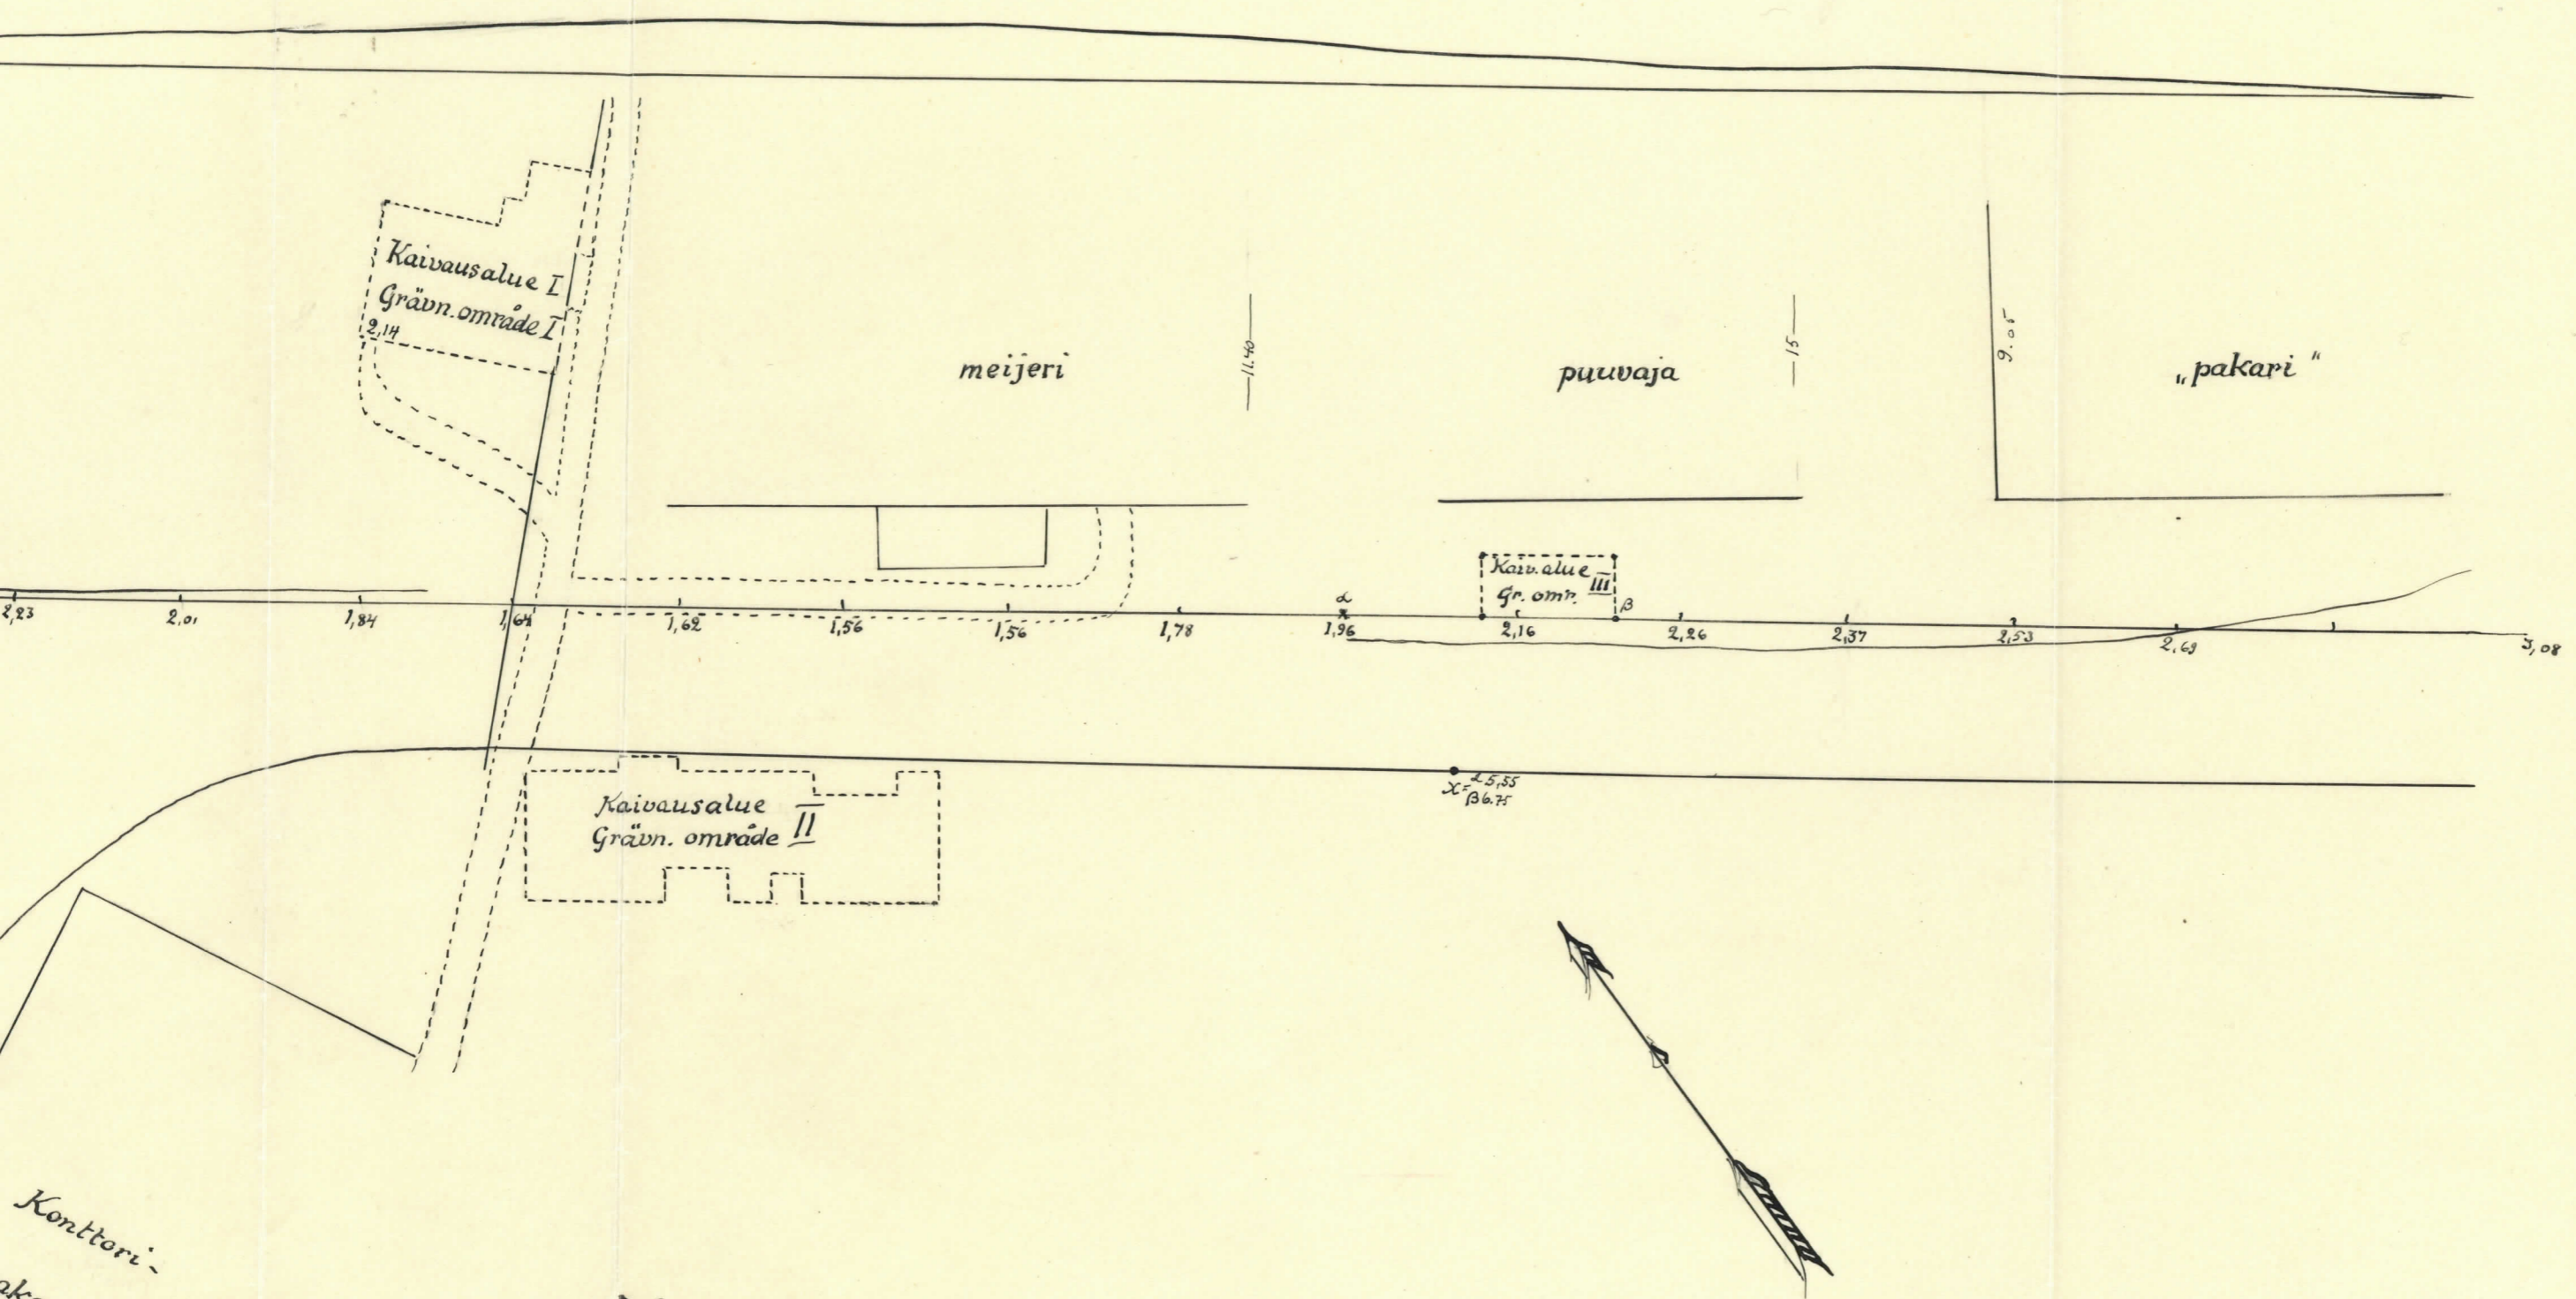 Kaivausalue I
Grävn. område I
2,14
meijeri
11.40
puuvaja
15
9.05
„pakari“
Kaiv. alue III
Gr. omr.
α
β
2,23
2,01
1,84
1,64
1,62
1,56
1,56
1,78
1,96
2,16
2,26
2,37
2,53
2,69
3,08
X= α 5,55
β 6.75
Kaivausalue II
Grävn. område
Konttori-